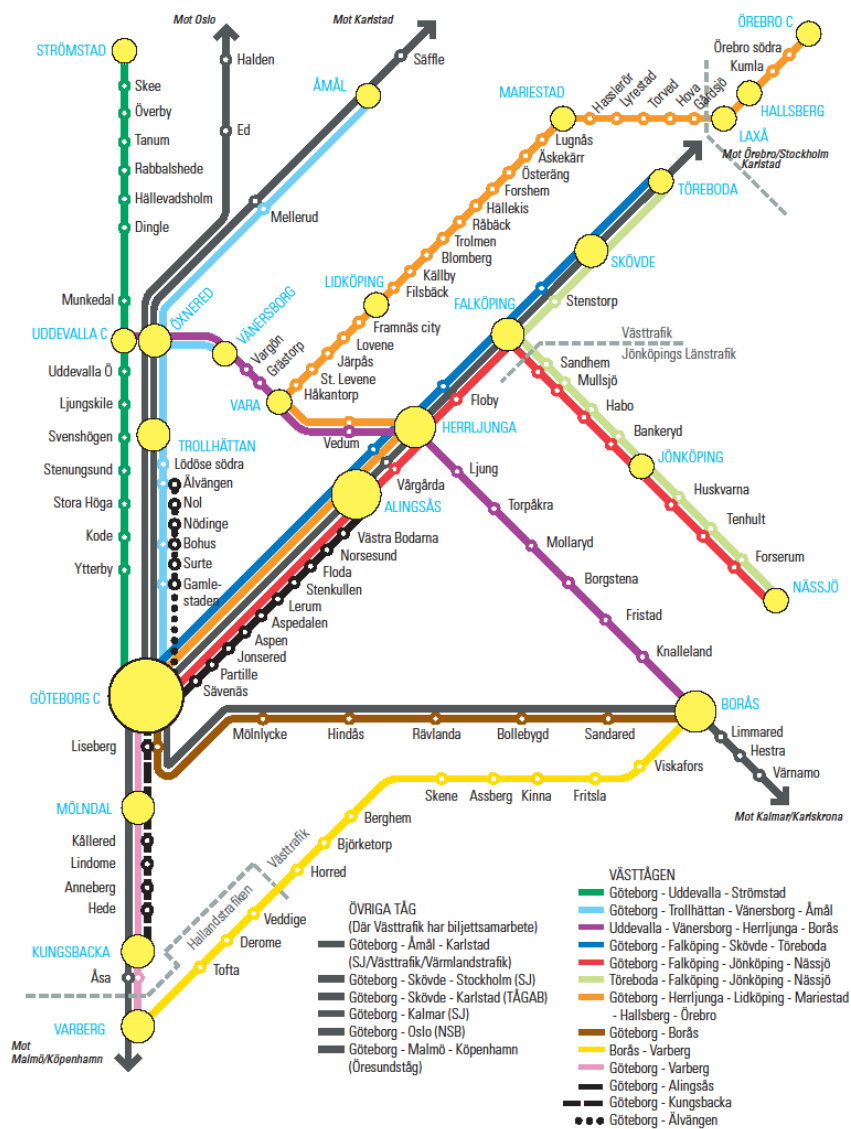 Mot Oslo
Mot Karlstad
ÖREBRO C
STRÖMSTAD
Halden
Säffle
Örebro södra
Kumla
Skee
ÅMÅL
MARIESTAD
Hasslerör
Lyrestad
Torved
Hova
Gårdsjö
HALLSBERG
Överby
LAXÅ
Tanum
Ed
Lugnås
Mot Örebro/Stockholm
Karlstad
Rabbalshede
Äskekärr
Österäng
TÖREBODA
Hällevadsholm
Forshem
Dingle
Mellerud
Hällekis
Råbäck
Trolmen
SKÖVDE
Blomberg
Munkedal
ÖXNERED
VÄNERSBORG
LIDKÖPING
Källby
Filsbäck
FALKÖPING
Stenstorp
UDDEVALLA C
Framnäs city
Västtrafik
Vargön
Lovene
Jönköpings Länstrafik
Grästorp
Järpås
Sandhem
Uddevalla Ö
St. Levene
Mullsjö
Håkantorp
Floby
Ljungskile
VARA
Habo
HERRLJUNGA
Bankeryd
Svenshögen
TROLLHÄTTAN
Vedum
Lödöse södra
JÖNKÖPING
Stenungsund
Älvängen
Vårgårda
Ljung
Huskvarna
Stora Höga
Nol
ALINGSÅS
Torpåkra
Nödinge
Tenhult
Kode
Bohus
Västra Bodarna
Mollaryd
Surte
Norsesund
Forserum
Ytterby
Gamle-
staden
Floda
Borgstena
Stenkullen
NÄSSJÖ
Lerum
Aspedalen
Fristad
Aspen
Jonsered
Knalleland
Partille
Sävenäs
GÖTEBORG C
BORÅS
Liseberg
Mölnlycke
Hindås
Rävlanda
Bollebygd
Sandared
Limmared
Hestra
Viskafors
Värnamo
MÖLNDAL
Skene
Assberg
Kinna
Fritsla
Berghem
Mot Kalmar/Karlskrona
Kållered
Björketorp
Västtrafik
Lindome
Horred
Anneberg
Hallandstrafiken
Hede
Veddige
KUNGSBACKA
Derome
Åsa
Tofta
VARBERG
Mot
Malmö/Köpenhamn
ÖVRIGA TÅG
(Där Västtrafik har biljettsamarbete)
Göteborg - Åmål - Karlstad
(SJ/Västtrafik/Värmlandstrafik)
Göteborg - Skövde - Stockholm (SJ)
Göteborg - Skövde - Karlstad (TÅGAB)
Göteborg - Kalmar (SJ)
Göteborg - Oslo (NSB)
Göteborg - Malmö - Köpenhamn
(Öresundståg)
VÄSTTÅGEN
Göteborg - Uddevalla - Strömstad
Göteborg - Trollhättan - Vänersborg - Åmål
Uddevalla - Vänersborg - Herrljunga - Borås
Göteborg - Falköping - Skövde - Töreboda
Göteborg - Falköping - Jönköping - Nässjö
Töreboda - Falköping - Jönköping - Nässjö
Göteborg - Herrljunga - Lidköping - Mariestad
- Hallsberg - Örebro
Göteborg - Borås
Borås - Varberg
Göteborg - Varberg
Göteborg - Alingsås
Göteborg - Kungsbacka
Göteborg - Älvängen